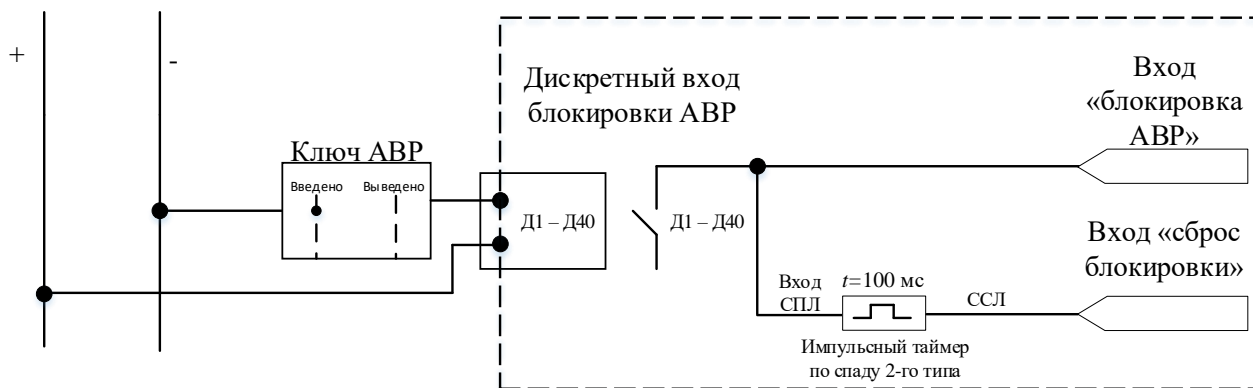 +
-
Дискретный вход
блокировки АВР
Вход
«блокировка
АВР»
Ключ АВР
Введено
Выведено
Д1 – Д40
Д1 – Д40
Вход «сброс
блокировки»
Вход
СПЛ
t=100 мс
ССЛ
Импульсный таймер
по спаду 2-го типа